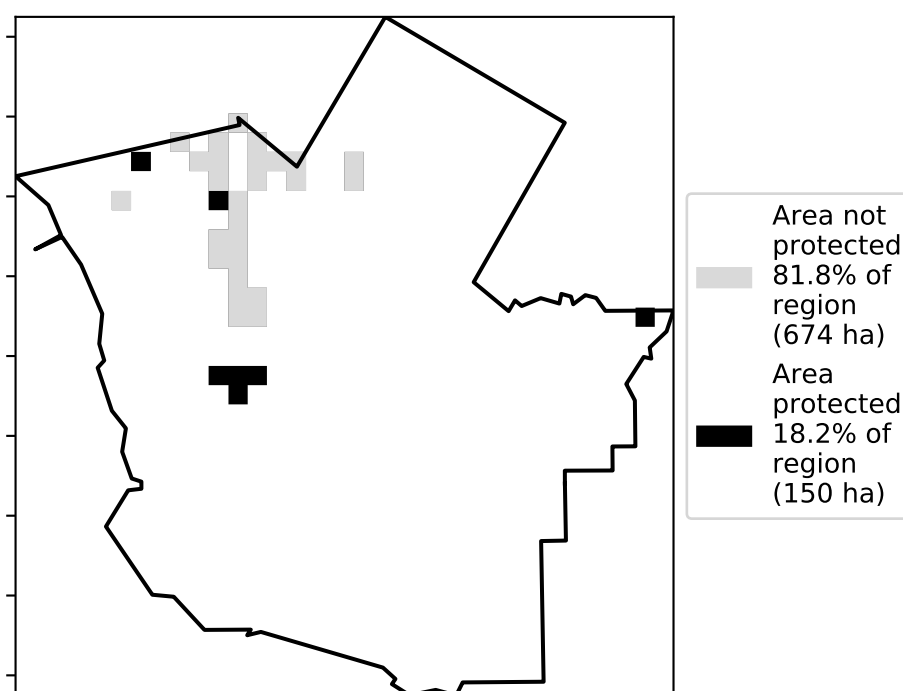 Area not
protected
81.8% of
region
(674 ha)
Area
protected
18.2% of
region
(150 ha)